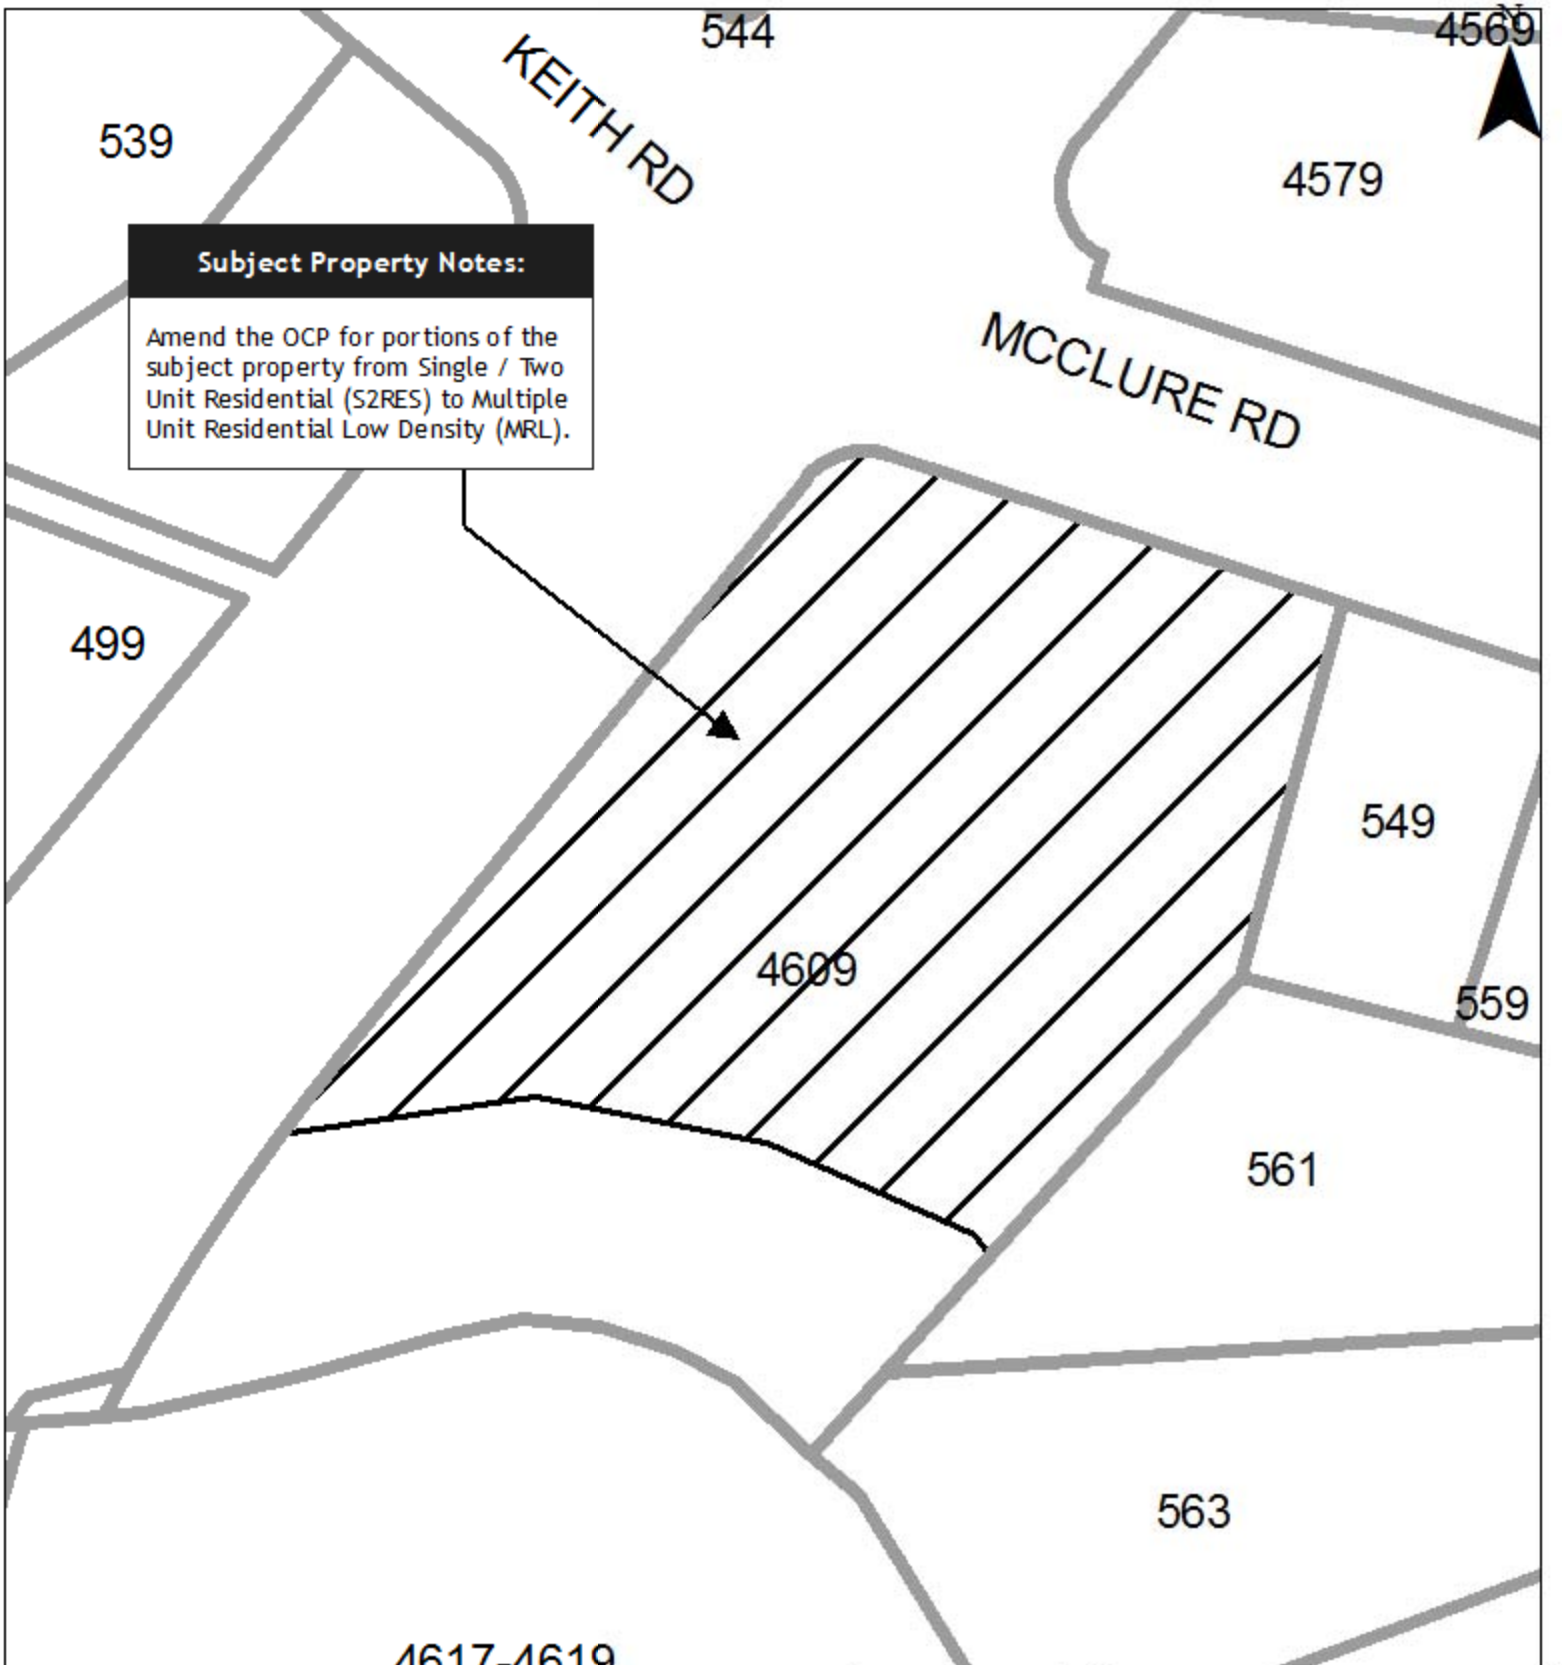 544
N
4569
KEITH RD
539
4579
Subject Property Notes:
Amend the OCP for portions of the
subject property from Single / Two
Unit Residential (S2RES) to Multiple
Unit Residential Low Density (MRL).
MCCLURE RD
499
549
4609
559
561
563
4617-4619